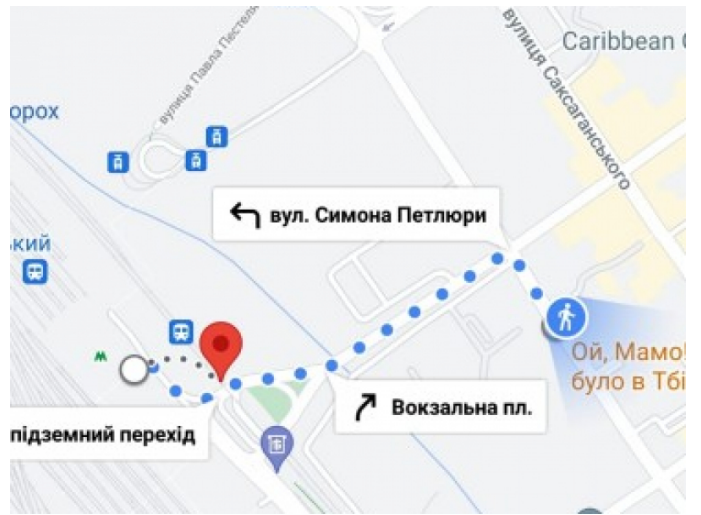 вулиця Павла Пестеля
вулиця Саксаганського
Caribbean
орох
вул. Симона Петлюри
кий
Ой, Мамо!
було в Тбі
Вокзальна пл.
підземний перехід